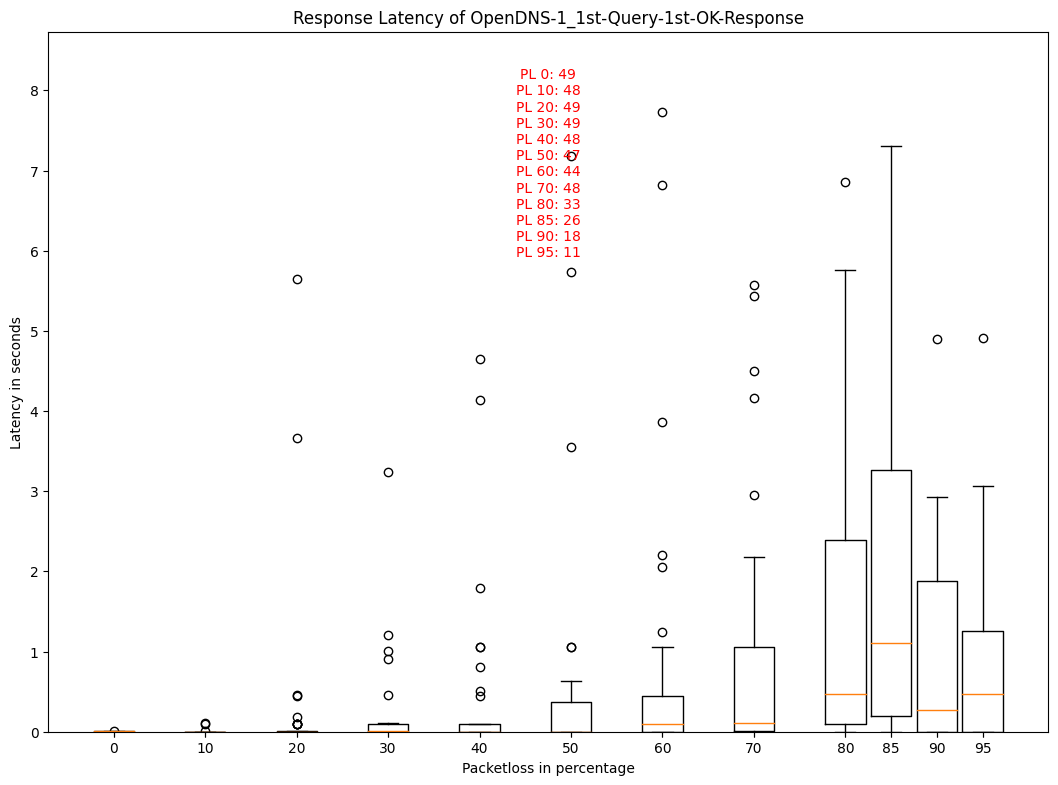 Response Latency of OpenDNS-1_1st-Query-1st-OK-Response
PL 0: 49
PL 10: 48
PL 20: 49
PL 30: 49
PL 40: 48
PL 50: 47
PL 60: 44
PL 70: 48
PL 80: 33
PL 85: 26
PL 90: 18
PL 95: 11
Latency in seconds
8
7
6
5
4
3
2
1
0
0 10 20 30 40 50 60 70 80 85 90 95
Packetloss in percentage